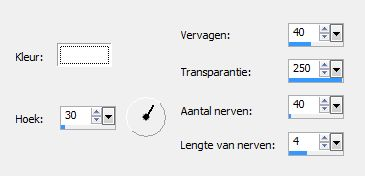 Kleur:
Hoek: 30
Vervagen: 40
Transparantie: 250
Aantal nerven: 40
Lengte van nerven: 4